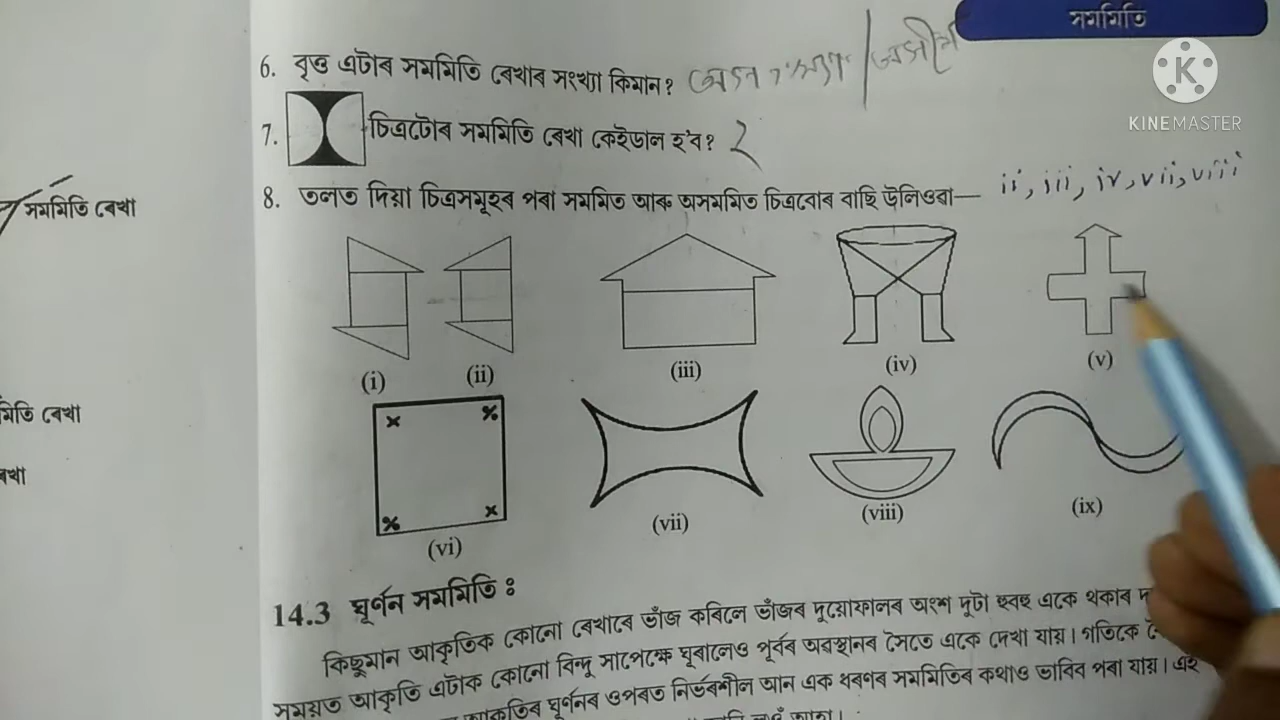 সমমিতি
KINEMASTER
6. বৃত্ত এটাৰ সমমিতি ৰেখাৰ সংখ্যা কিমান?
7. চিত্ৰটোৰ সমমিতি ৰেখা কেইডাল হ'ব? 2
8. তলত দিয়া চিত্ৰসমূহৰ পৰা সমমিত আৰু অসমমিত চিত্ৰবোৰ বাছি উলিওৱা— ii, iii, iv, vii, viii
সমমিতি ৰেখা
(i) (ii) (iii) (iv) (v)
মিতি ৰেখা
(vi) (vii) (viii) (ix)
14.3 ঘূৰ্ণন সমমিতি :
কিছুমান আকৃতিক কোনো ৰেখাৰে ভাঁজ কৰিলে ভাঁজৰ দুয়োফালৰ অংশ দুটা হুবহু একে থকাৰ
সময়ত আকৃতি এটাক কোনো বিন্দু সাপেক্ষে ঘূৰালেও পূৰ্বৰ অৱস্থানৰ সৈতে একে দেখা যায়। গতিকে
আকৃতিৰ ঘূৰ্ণনৰ ওপৰত নিৰ্ভৰশীল আন এক ধৰণৰ সমমিতিৰ কথাও ভাবিব পৰা যায়। এই